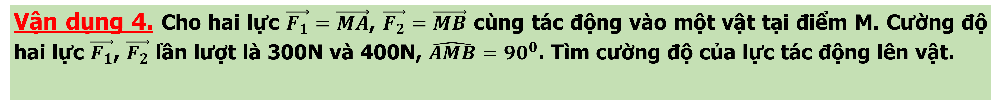 Vận dụng 4. Cho hai lực $\overrightarrow{F_1} = \overrightarrow{MA}$, $\overrightarrow{F_2} = \overrightarrow{MB}$ cùng tác động vào một vật tại điểm M. Cường độ
hai lực $\overrightarrow{F_1}$, $\overrightarrow{F_2}$ lần lượt là 300N và 400N, $\widehat{AMB} = 90^0$. Tìm cường độ của lực tác động lên vật.